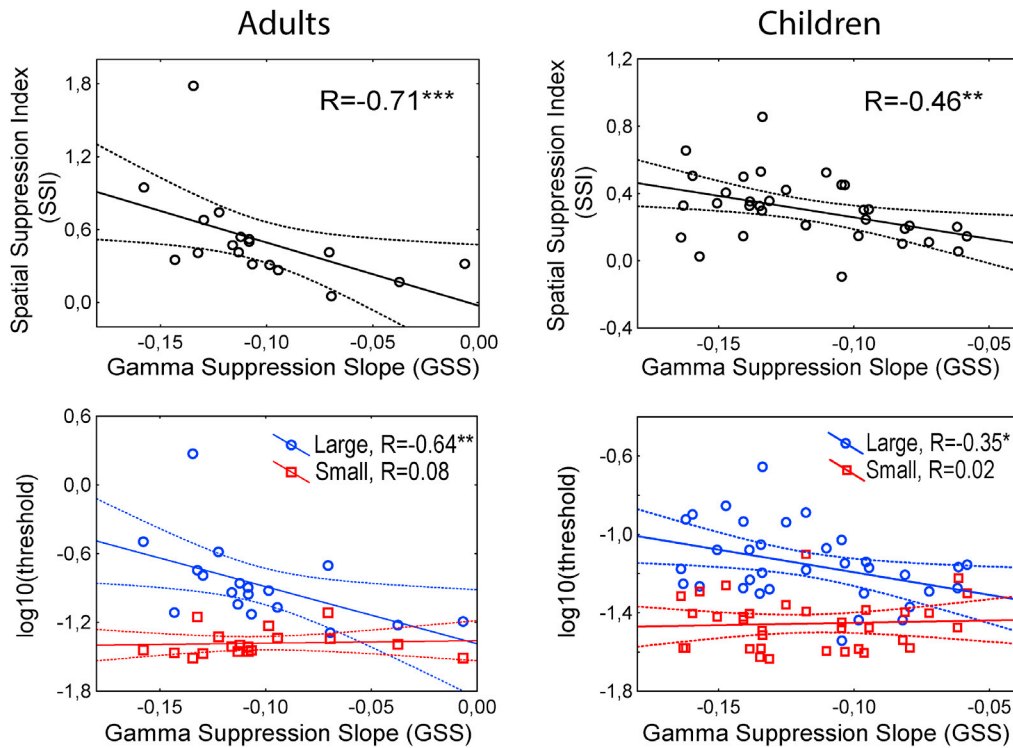 Adults
Children
R=-0.71***
Spatial Suppression Index
(SSI)
1,8
1,2
0,6
0,0
-0,15
-0,10
-0,05
0,00
Gamma Suppression Slope (GSS)
R=-0.46**
Spatial Suppression Index
(SSI)
1,2
0,8
0,4
0,0
-0,4
-0,15
-0,10
-0,05
Gamma Suppression Slope (GSS)
Large, R=-0.64**
Small, R=0.08
log10(threshold)
0,6
0,0
-0,6
-1,2
-1,8
-0,15
-0,10
-0,05
0,00
Gamma Suppression Slope (GSS)
Large, R=-0.35*
Small, R=0.02
log10(threshold)
-0,6
-1,0
-1,4
-1,8
-0,15
-0,10
-0,05
Gamma Suppression Slope (GSS)